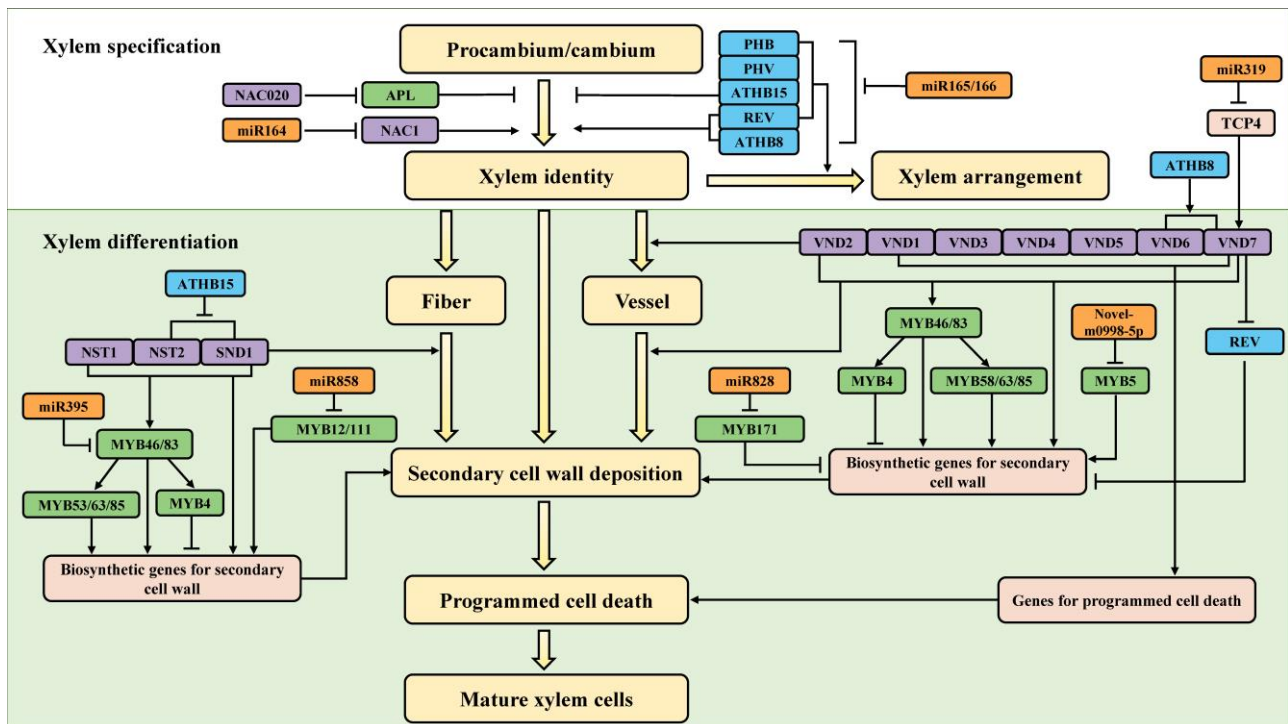 Xylem specification
Procambium/cambium
PHB
PHV
ATHB15
REV
ATHB8
miR165/166
miR319
TCP4
NAC020
APL
miR164
NAC1
ATHB8
Xylem identity
Xylem arrangement
Xylem differentiation
VND2
VND1
VND3
VND4
VND5
VND6
VND7
ATHB15
Fiber
Vessel
NST1
NST2
SND1
MYB46/83
Novel-
m0998-5p
REV
miR395
miR858
miR828
MYB4
MYB58/63/85
MYB5
MYB46/83
MYB12/111
MYB171
MYB53/63/85
MYB4
Secondary cell wall deposition
Biosynthetic genes for secondary
cell wall
Biosynthetic genes for secondary
cell wall
Programmed cell death
Genes for programmed cell death
Mature xylem cells